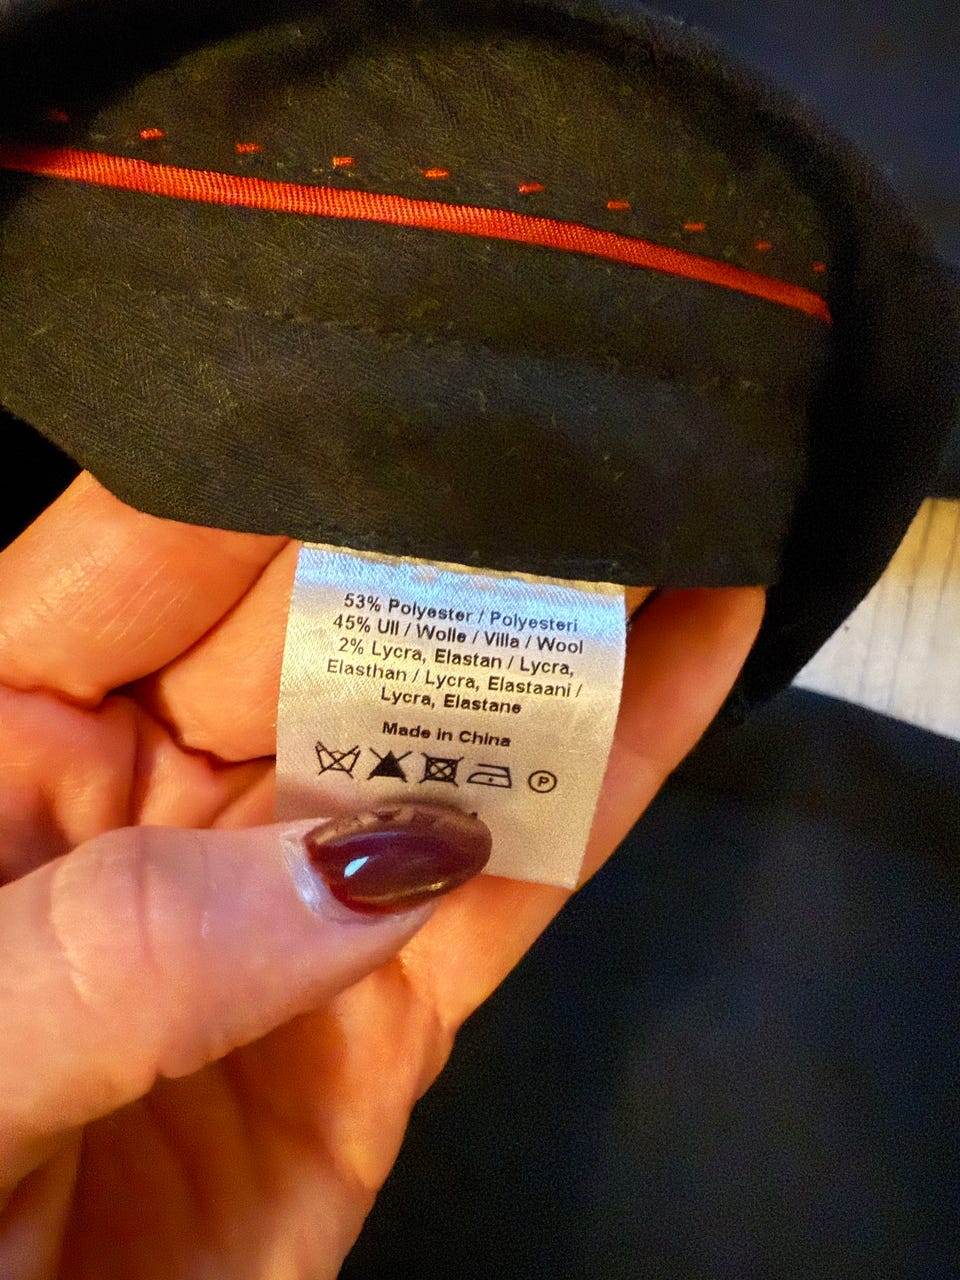 53% Polyester / Polyesteri
45% Ull / Wolle / Villa / Wool
2% Lycra, Elastan / Lycra,
Elasthan / Lycra, Elastaani /
Lycra, Elastane
Made in China
P